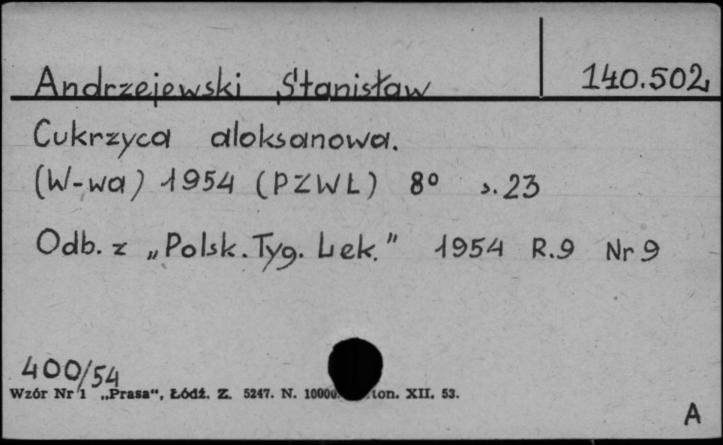 Andrzejewski Stanisław 140.502
Cukrzyca aloksanowa.
(W-wa) 1954 (PZWL) 8° s. 23
Odb. z „Polsk. Tyg. Lek.” 1954 R.9 Nr 9
400/54
Wzór Nr 1 „Prasa“, Łódź. Z. 5247. N. 10000 ton. XII. 53.
A